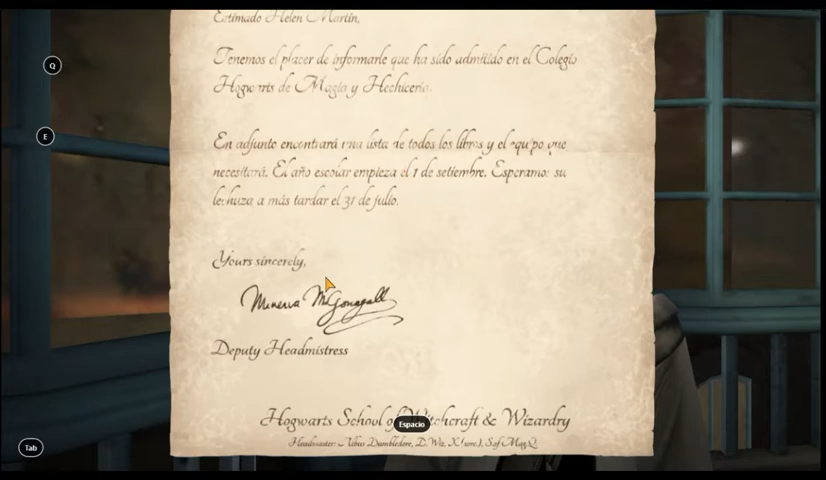 Estimado Helen Martin,
Tenemos el placer de informarle que ha sido admitido en el Colegio
Hogwarts de Magia y Hechicería.
En adjunto encontrará una lista de todos los libros y el equipo que
necesitará. El año escolar empieza el 1 de setiembre. Esperamos su
lechuza a más tardar el 31 de julio.
Yours sincerely,
Minerva McGonagall
Deputy Headmistress
Hogwarts School of Witchcraft & Wizardry
Headmaster: Albus Dumbledore, D. Wiz.
Q
E
Tab
Espacio